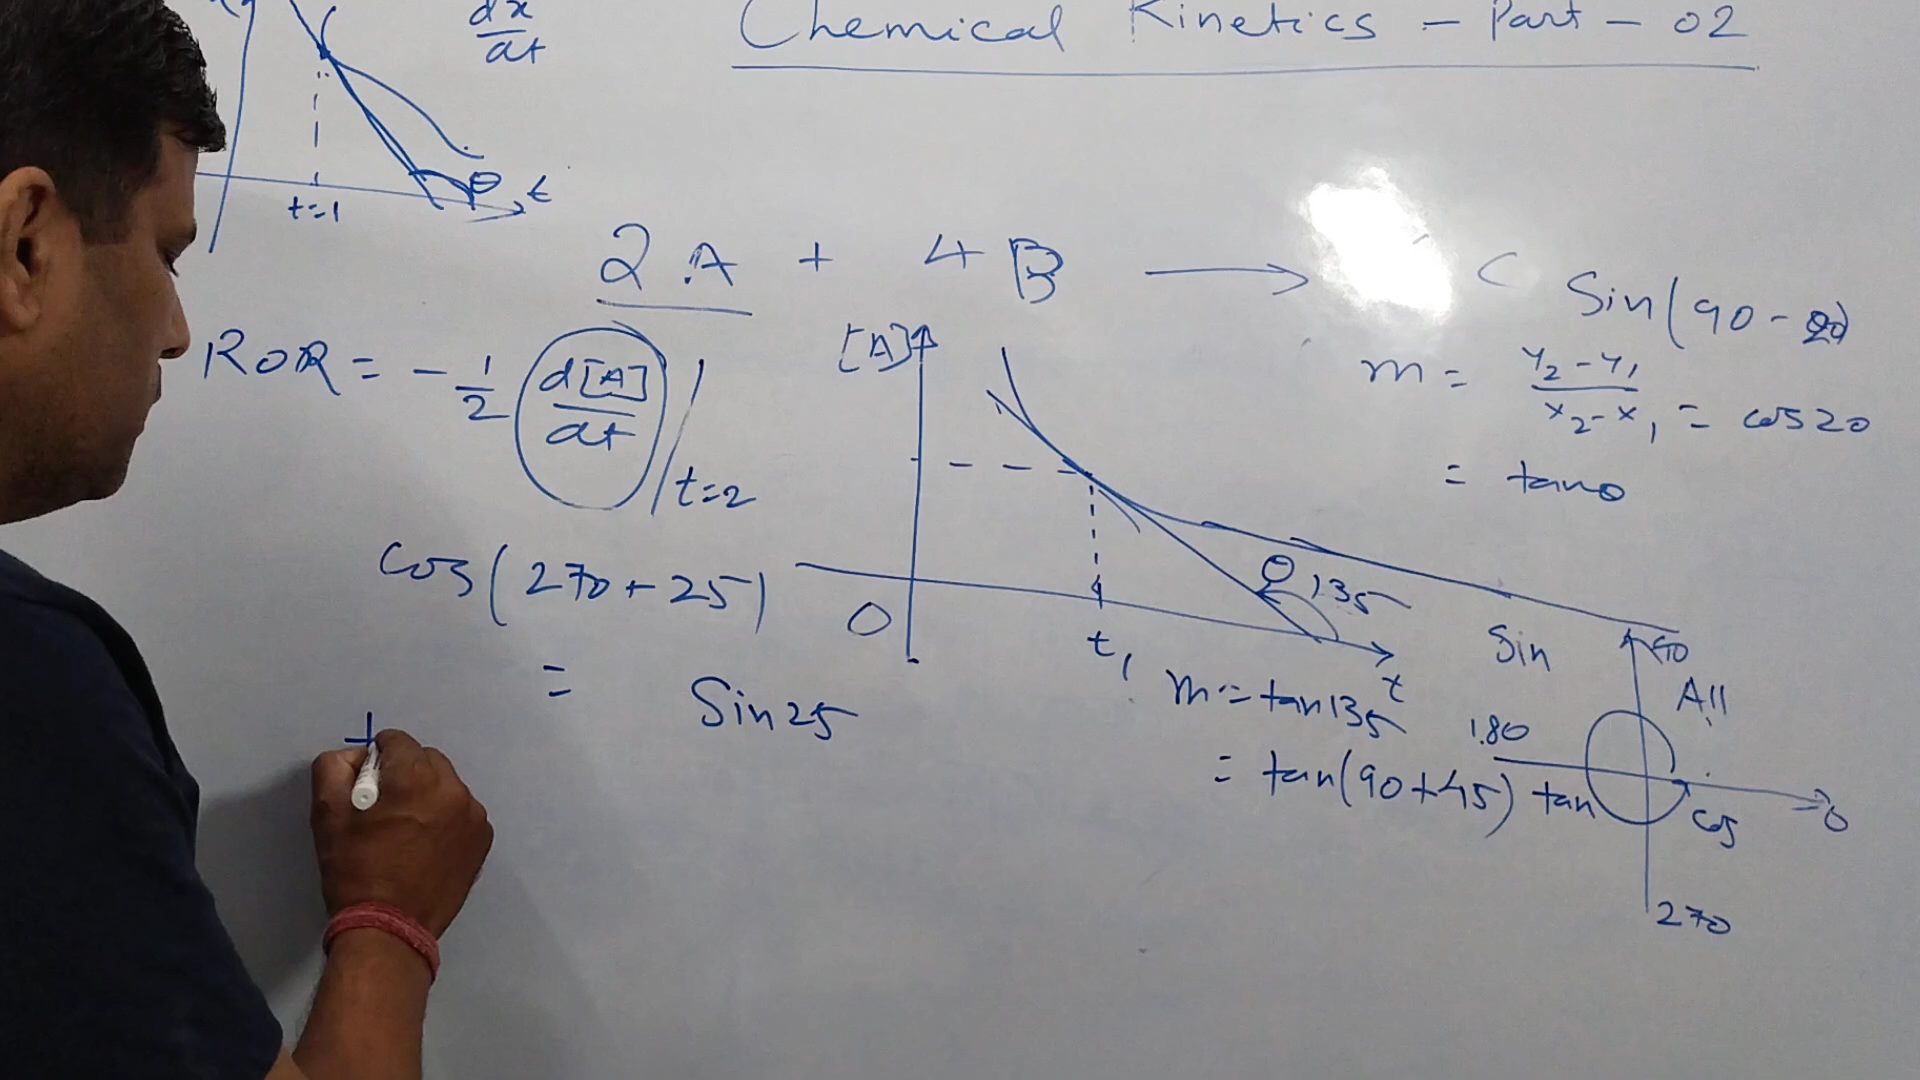 dx/dt
Chemical Kinetics - Part - 02
t=1
θ
t
2A + 4B → C
Sin(90-20)
ROR = -1/2 d[A]/dt / t=2
[A]
m = y2-y1/x2-x1 = cos20
= tanθ
Cos(270+25)
= Sin25
O
t1
θ 135
t
m = tan135
= tan(90+45)
Sin
90
All
180
tan
Cos
0
270